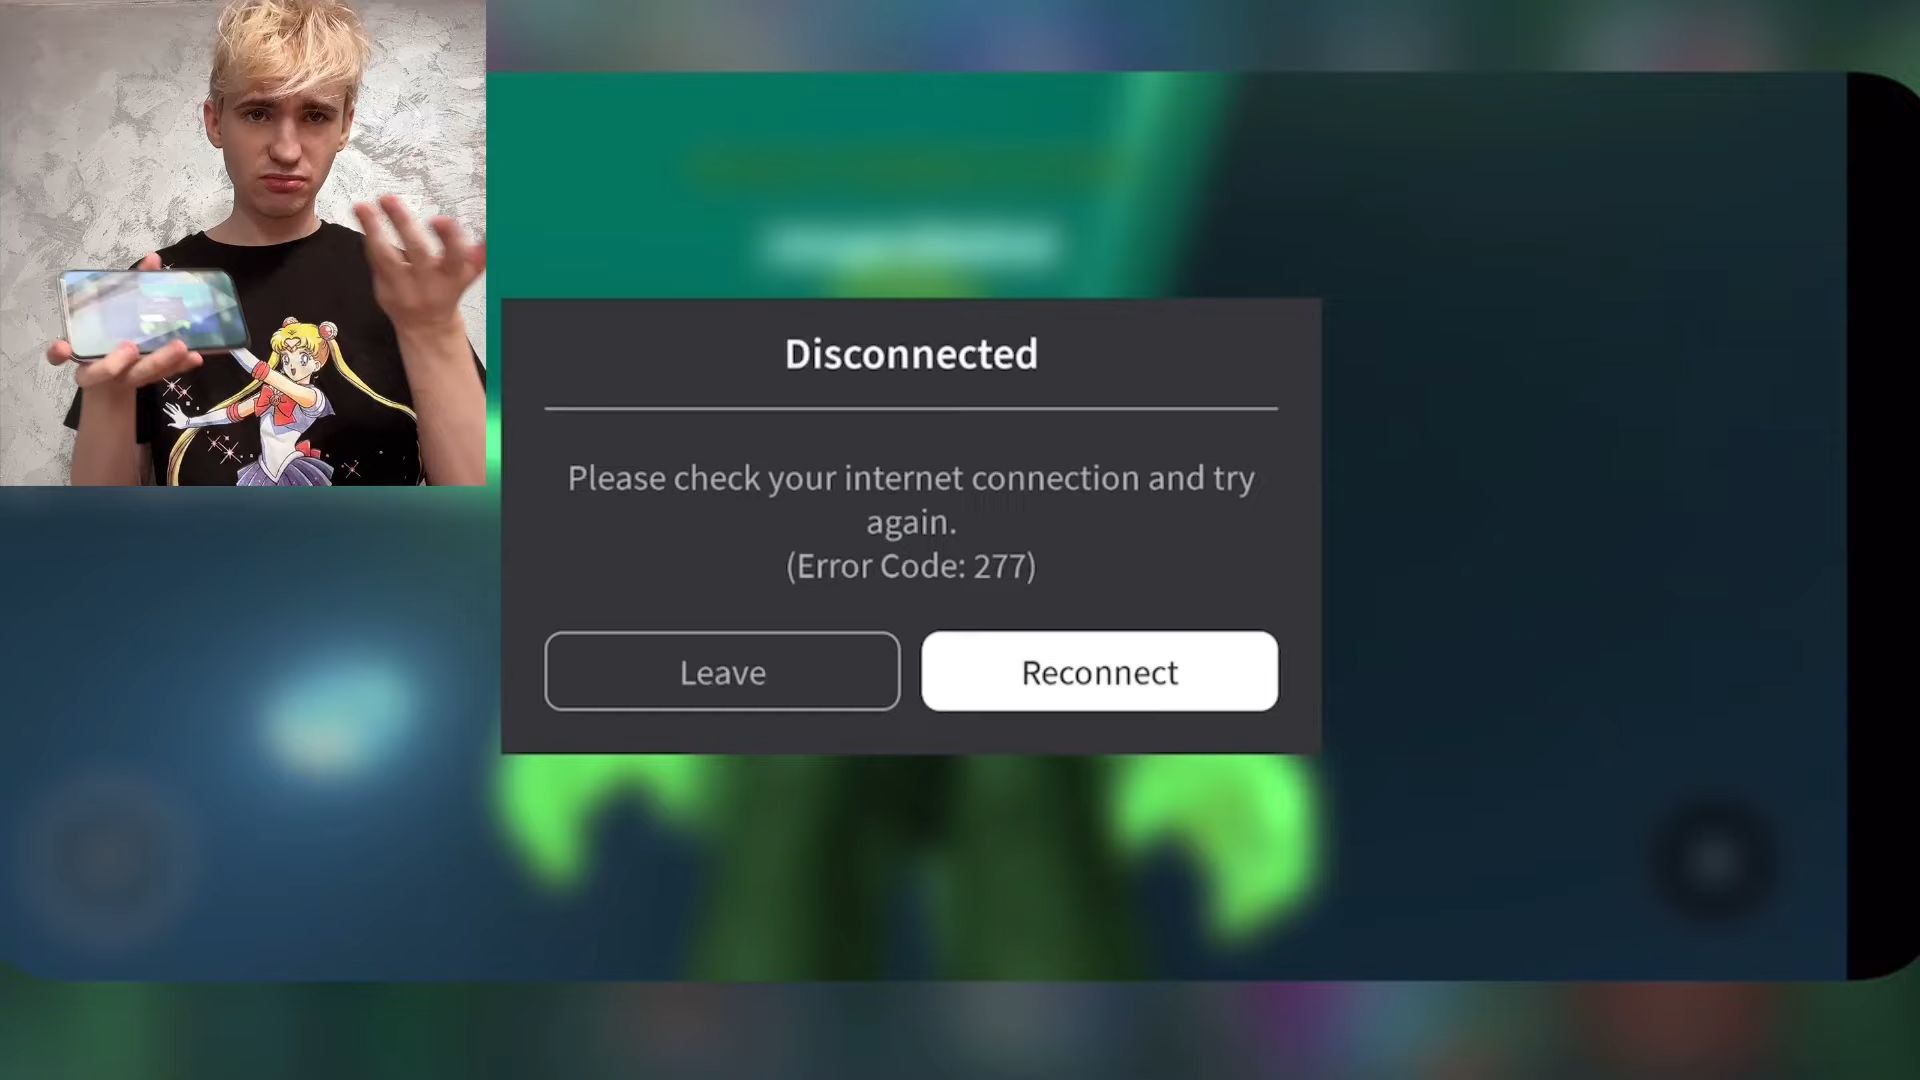 Disconnected
Please check your internet connection and try
again.
(Error Code: 277)
Leave
Reconnect